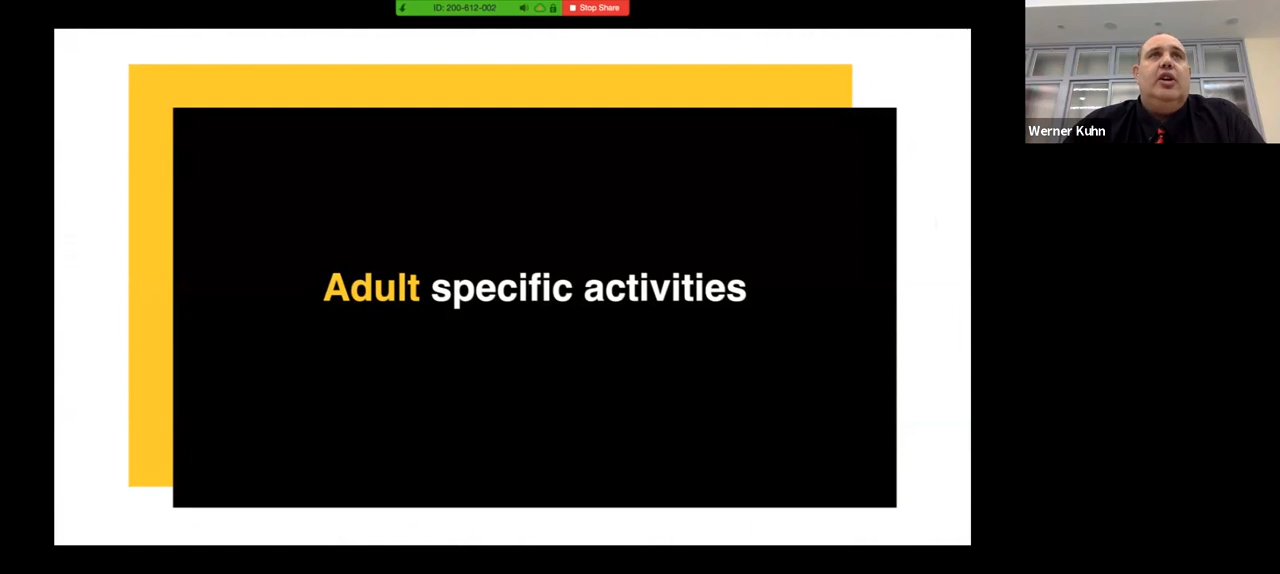 ID: 200-612-002 Stop Share
Adult specific activities
Werner Kuhn